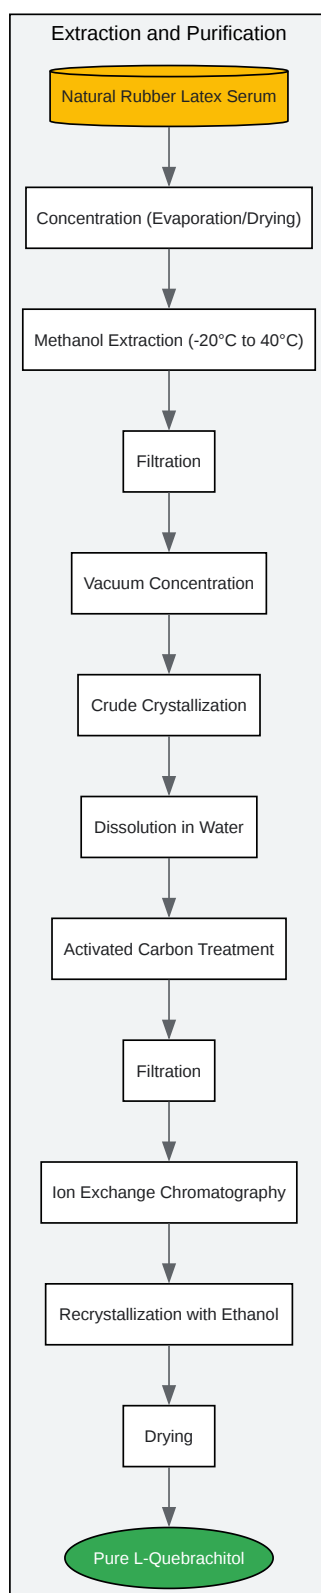 Extraction and Purification
Natural Rubber Latex Serum
Concentration (Evaporation/Drying)
Methanol Extraction (-20°C to 40°C)
Filtration
Vacuum Concentration
Crude Crystallization
Dissolution in Water
Activated Carbon Treatment
Filtration
Ion Exchange Chromatography
Recrystallization with Ethanol
Drying
Pure L-Quebrachitol